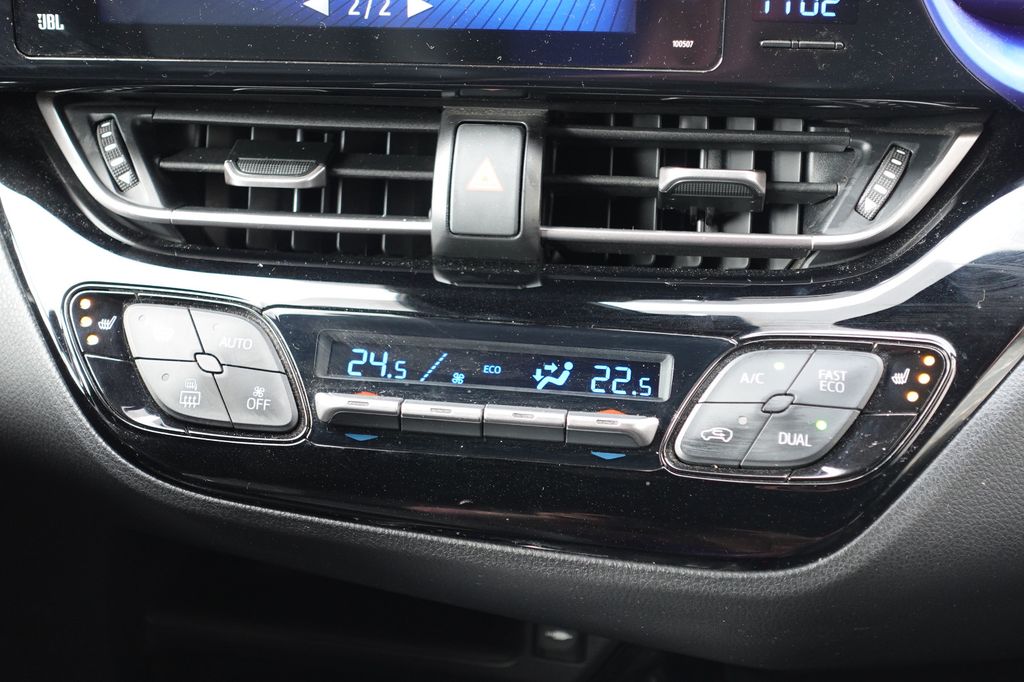 JBL
2/2
100507
AUTO
OFF
24.5
ECO
22.5
A/C
FAST
ECO
DUAL